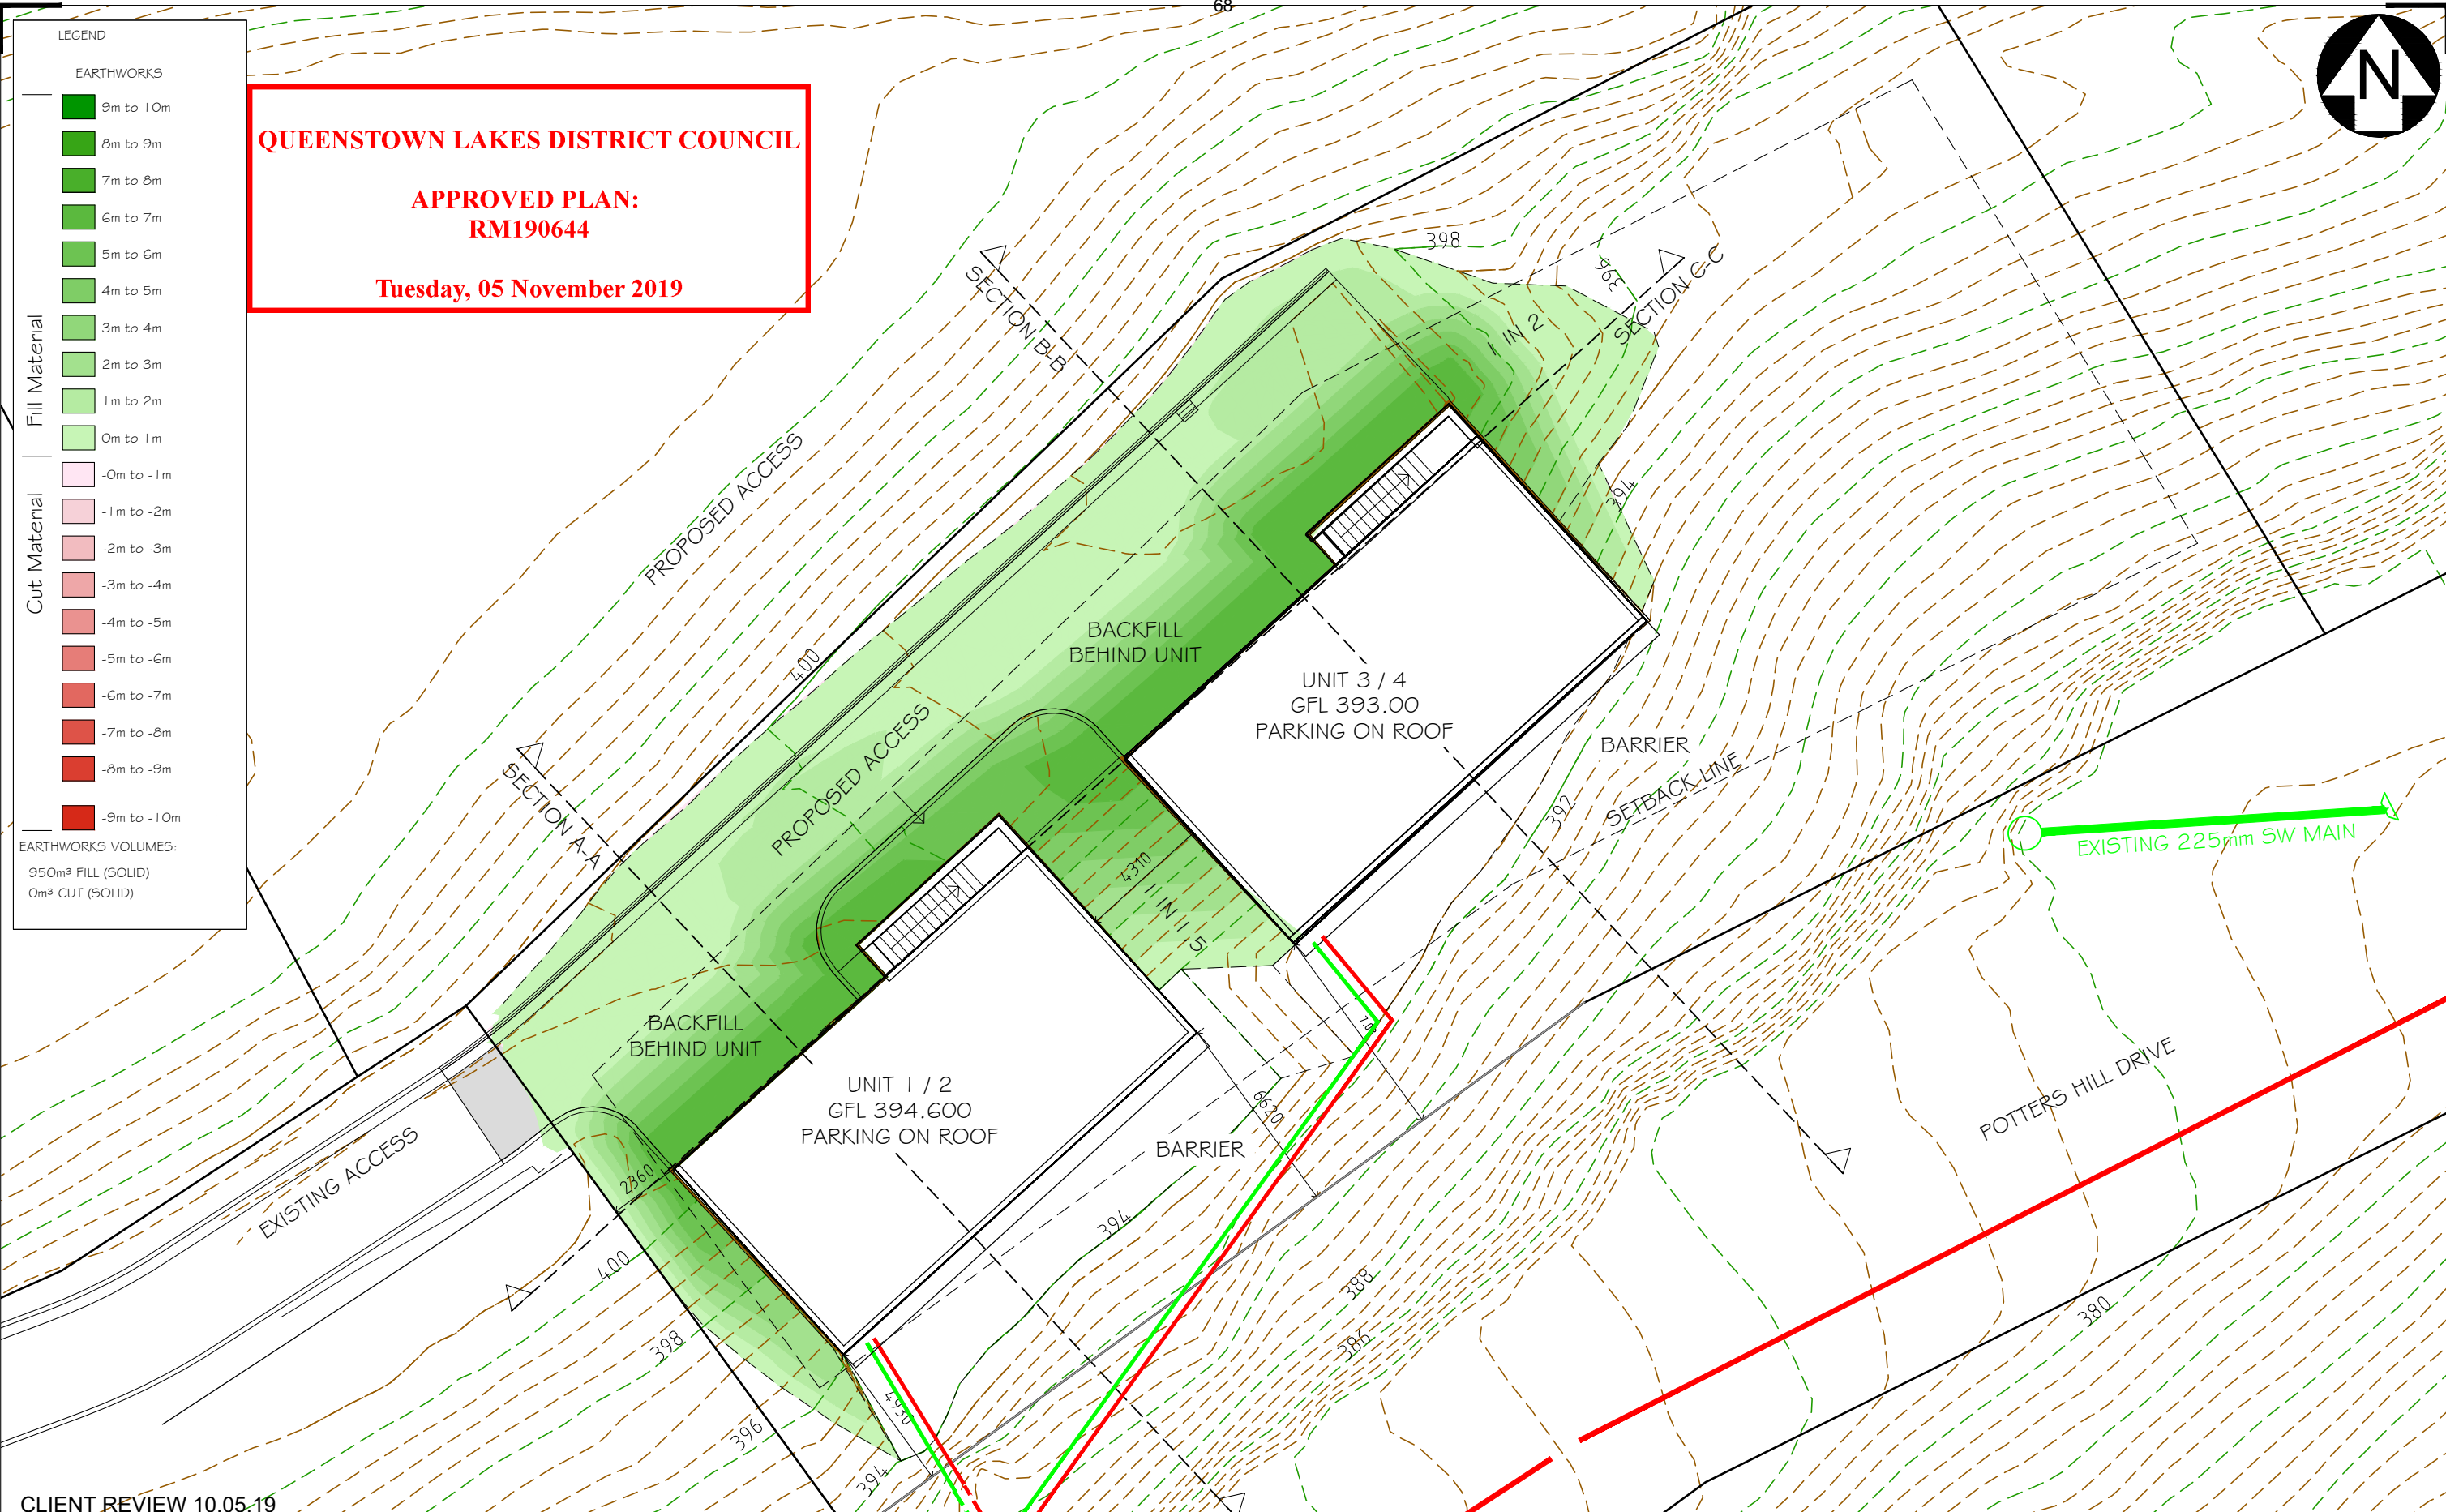 68
LEGEND
EARTHWORKS
Fill Material
9m to 10m
8m to 9m
7m to 8m
6m to 7m
5m to 6m
4m to 5m
3m to 4m
2m to 3m
1m to 2m
0m to 1m
Cut Material
-0m to -1m
-1m to -2m
-2m to -3m
-3m to -4m
-4m to -5m
-5m to -6m
-6m to -7m
-7m to -8m
-8m to -9m
-9m to -10m
EARTHWORKS VOLUMES:
950m³ FILL (SOLID)
0m³ CUT (SOLID)
QUEENSTOWN LAKES DISTRICT COUNCIL
APPROVED PLAN:
RM190644
Tuesday, 05 November 2019
N
SECTION B-B
398
396
SECTION C-C
1 IN 2
PROPOSED ACCESS
394
400
BACKFILL
BEHIND UNIT
UNIT 3 / 4
GFL 393.00
PARKING ON ROOF
PROPOSED ACCESS
SECTION A-A
BARRIER
SETBACK LINE
392
EXISTING 225mm SW MAIN
4310
1 IN 1.5
BACKFILL
BEHIND UNIT
UNIT 1 / 2
GFL 394.600
PARKING ON ROOF
6620
BARRIER
POTTERS HILL DRIVE
EXISTING ACCESS
2360
394
400
398
388
386
380
4930
396
394
CLIENT REVIEW 10.05.19